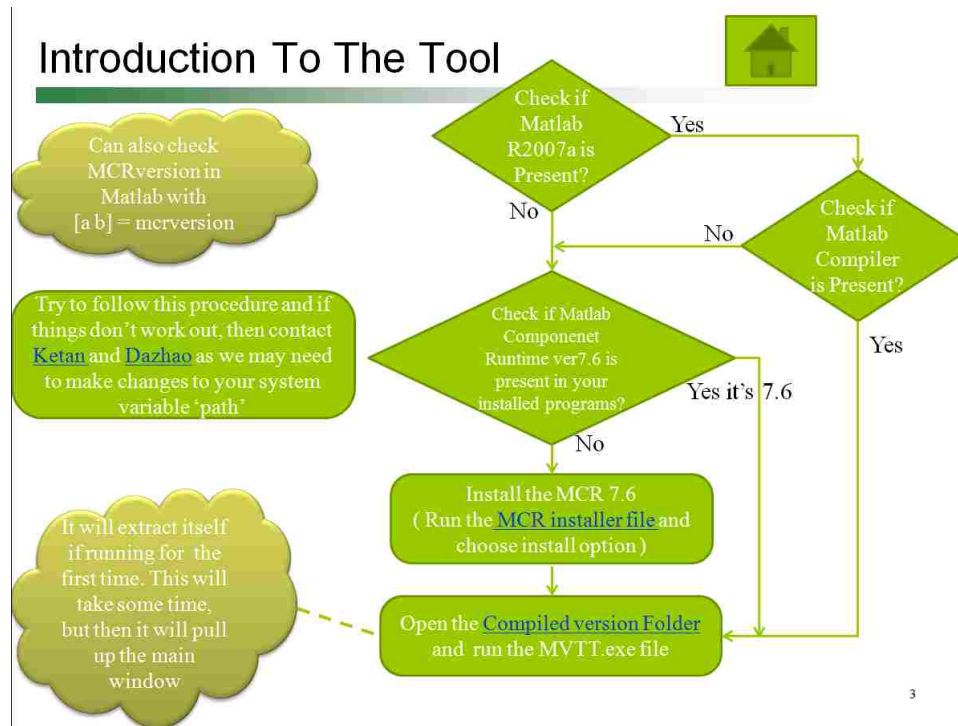 Introduction To The Tool
Check if
Matlab
R2007a is
Present?
Yes
No
Can also check
MCRversion in
Matlab with
[a b] = mcrversion
Check if
Matlab
Compiler
is Present?
No
Yes
Try to follow this procedure and if
things don't work out, then contact
Ketan and Dazhao as we may need
to make changes to your system
variable 'path'
Check if Matlab
Componenet
Runtime ver7.6 is
present in your
installed programs?
Yes it's 7.6
No
Install the MCR 7.6
( Run the MCR installer file and
choose install option )
It will extract itself
if running for the
first time. This will
take some time,
but then it will pull
up the main
window
Open the Compiled version Folder
and run the MVTT.exe file
3